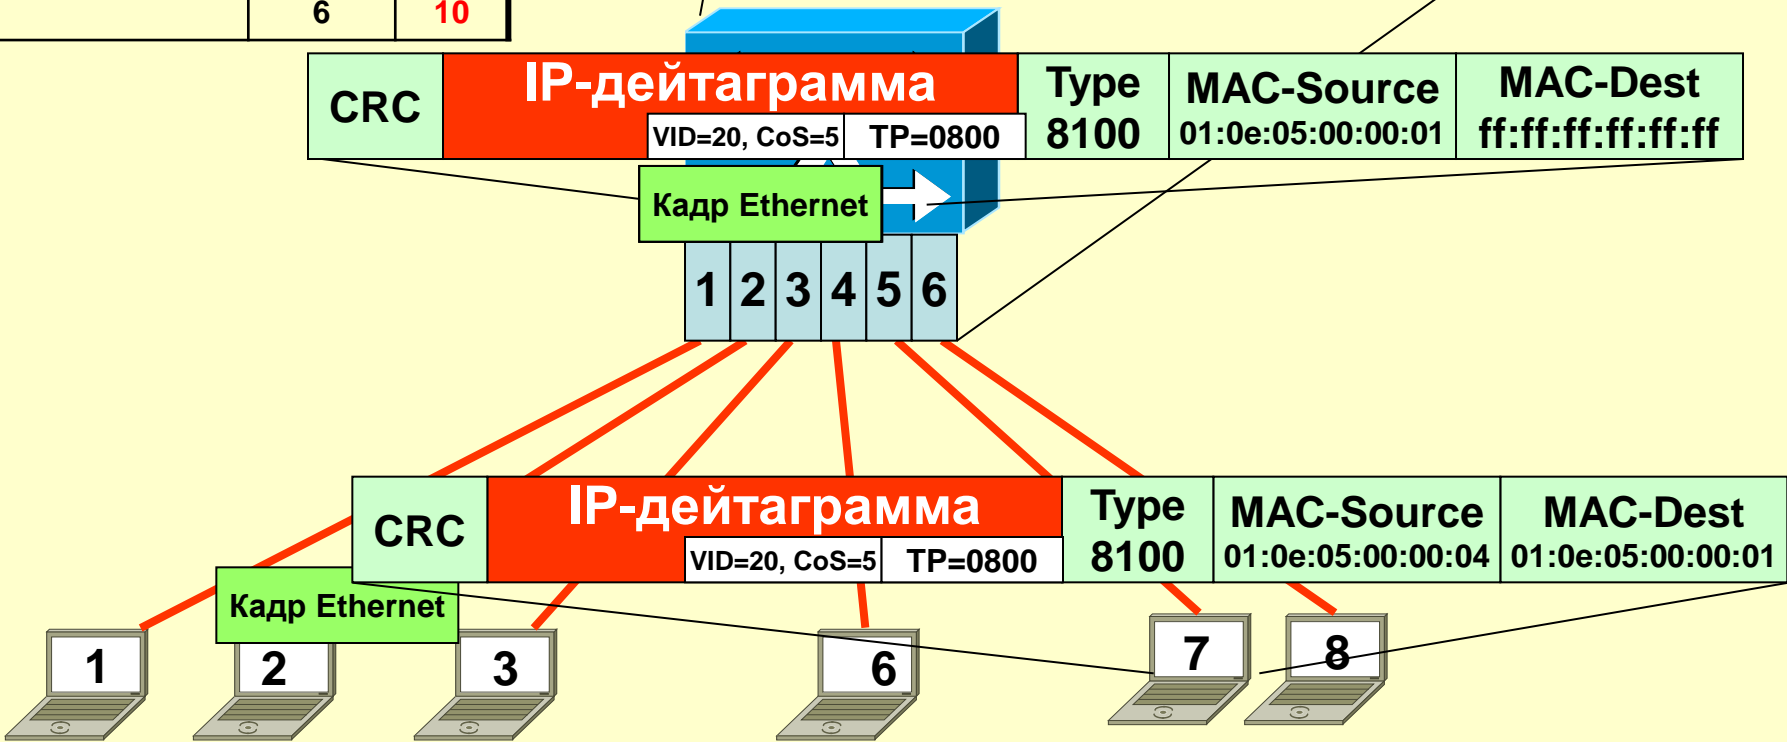 6 10
CRC IP-дейтаграмма Type 8100 MAC-Source 01:0e:05:00:00:01 MAC-Dest ff:ff:ff:ff:ff:ff
VID=20, CoS=5 TP=0800
Кадр Ethernet
1 2 3 4 5 6
CRC IP-дейтаграмма Type 8100 MAC-Source 01:0e:05:00:00:04 MAC-Dest 01:0e:05:00:00:01
VID=20, CoS=5 TP=0800
Кадр Ethernet
1 2 3 6 7 8